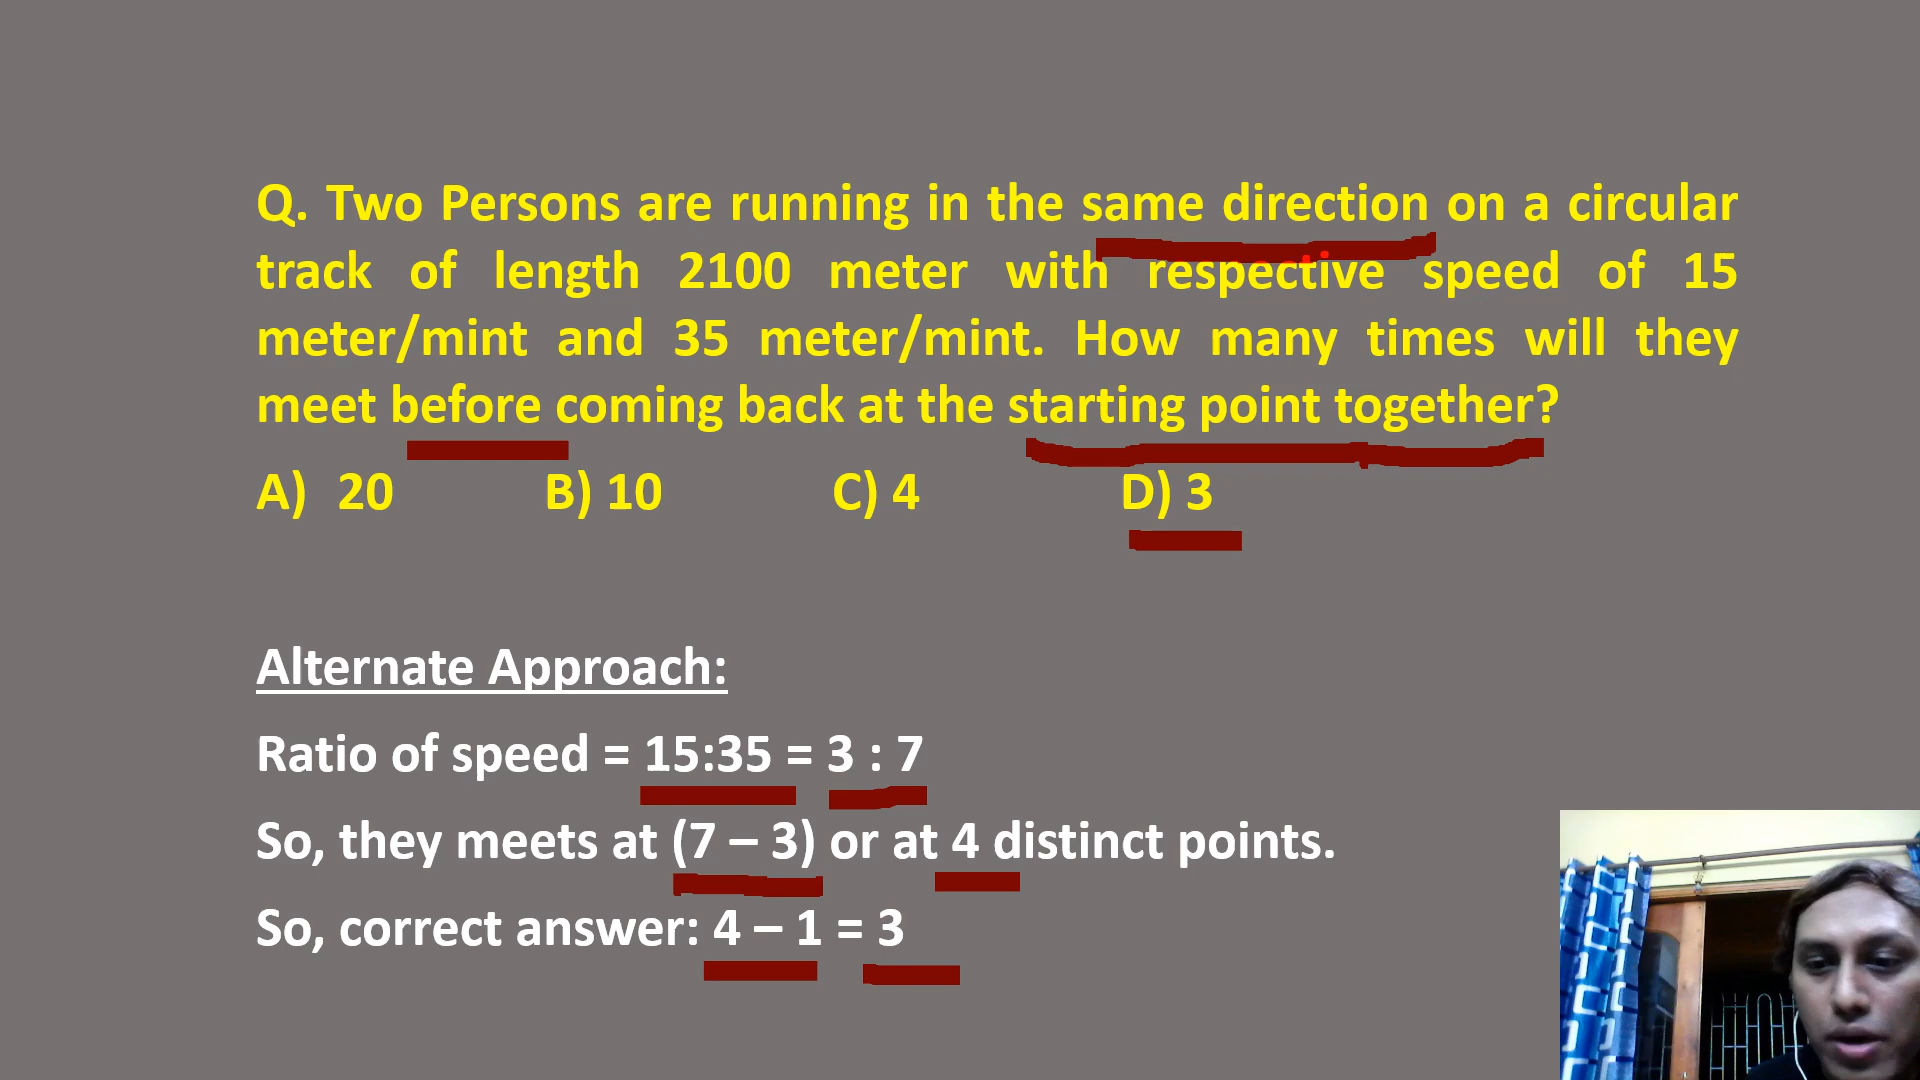 Q. Two Persons are running in the same direction on a circular
track of length 2100 meter with respective speed of 15
meter/mint and 35 meter/mint. How many times will they
meet before coming back at the starting point together?
A) 20 B) 10 C) 4 D) 3
Alternate Approach:
Ratio of speed = 15:35 = 3 : 7
So, they meets at (7 – 3) or at 4 distinct points.
So, correct answer: 4 – 1 = 3